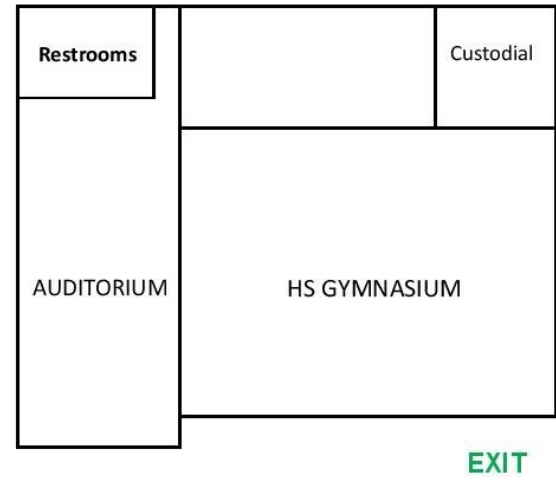 Restrooms
Custodial
AUDITORIUM
HS GYMNASIUM
EXIT